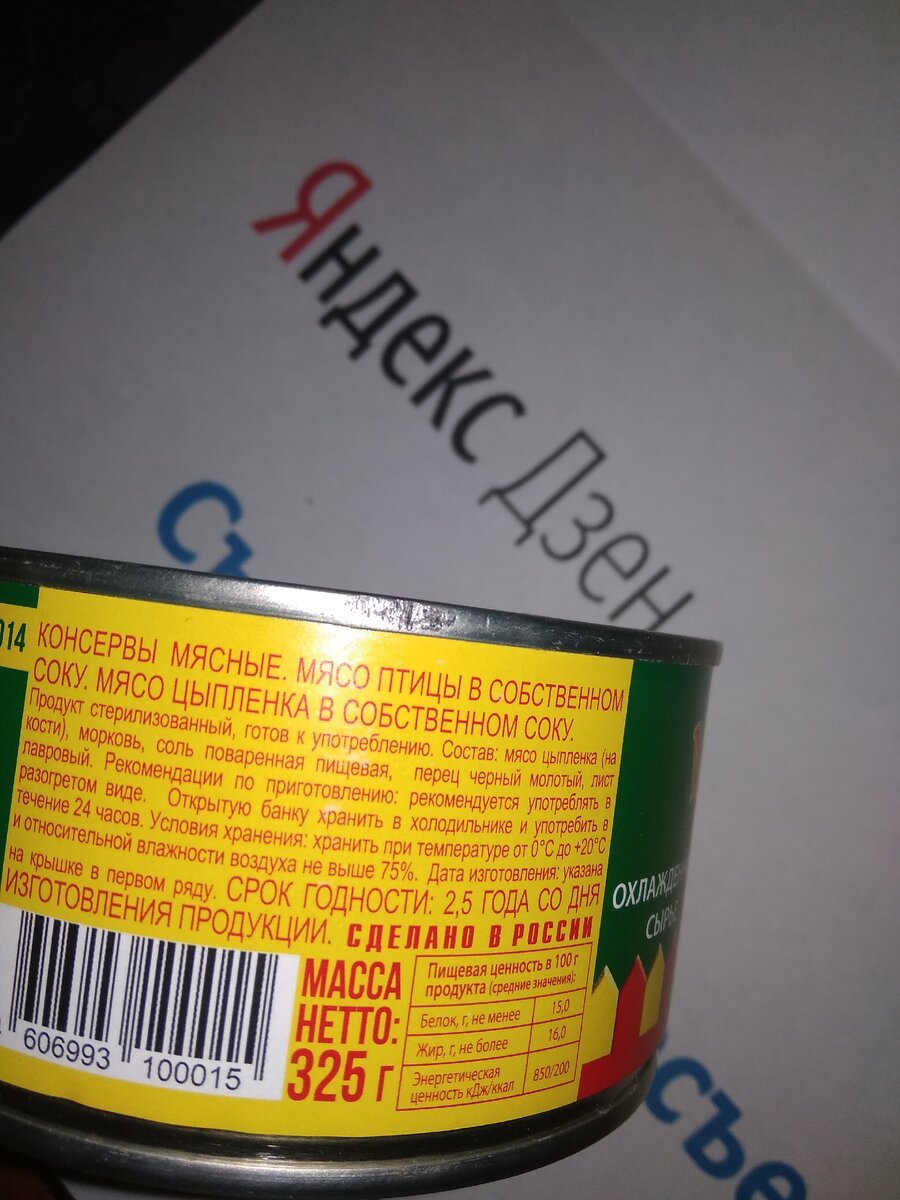 Яндекс Дзен
Съ
014
КОНСЕРВЫ МЯСНЫЕ. МЯСО ПТИЦЫ В СОБСТВЕННОМ
СОКУ. МЯСО ЦЫПЛЕНКА В СОБСТВЕННОМ СОКУ.
Продукт стерилизованный, готов к употреблению. Состав: мясо цыпленка (на
кости), морковь, соль поваренная пищевая, перец черный молотый, лист
лавровый. Рекомендации по приготовлению: рекомендуется употреблять в
разогретом виде. Открытую банку хранить в холодильнике и употребить в
течение 24 часов. Условия хранения: хранить при температуре от 0°С до +20°С
и относительной влажности воздуха не выше 75%. Дата изготовления: указана
на крышке в первом ряду. СРОК ГОДНОСТИ: 2,5 ГОДА СО ДНЯ
ИЗГОТОВЛЕНИЯ ПРОДУКЦИИ. СДЕЛАНО В РОССИИ
606993 100015
МАССА
НЕТТО:
325 г
Пищевая ценность в 100 г
продукта (средние значения):
Белок, г, не менее 15,0
Жир, г, не более 16,0
Энергетическая
ценность кДж/ккал 850/200
ОХЛАЖДЕН
СЫРЬ
съе